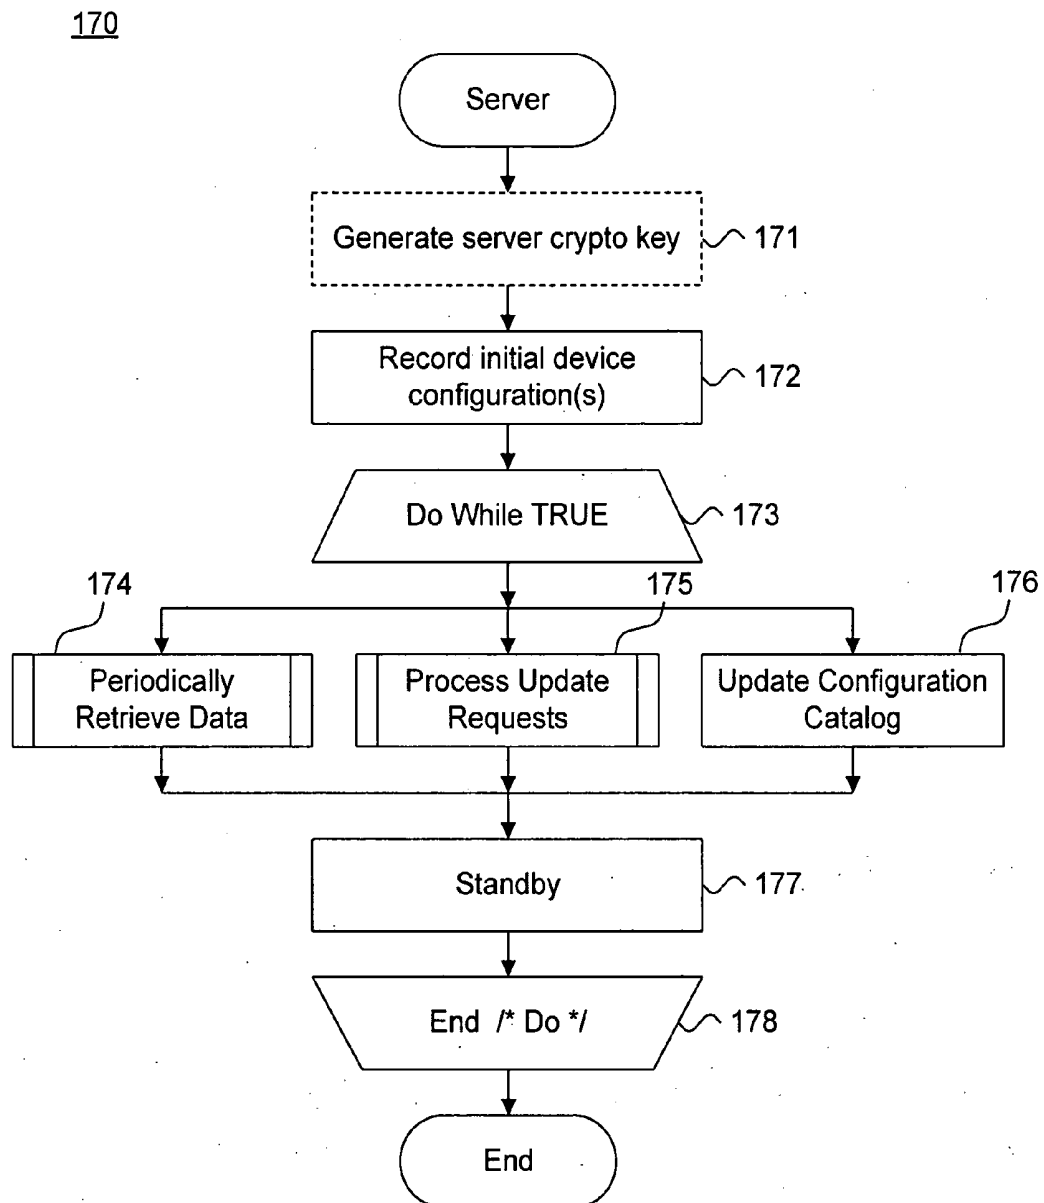 170
Server
Generate server crypto key
171
Record initial device
configuration(s)
172
Do While TRUE
173
174
175
176
Periodically
Retrieve Data
Process Update
Requests
Update Configuration
Catalog
Standby
177
End /* Do */
178
End